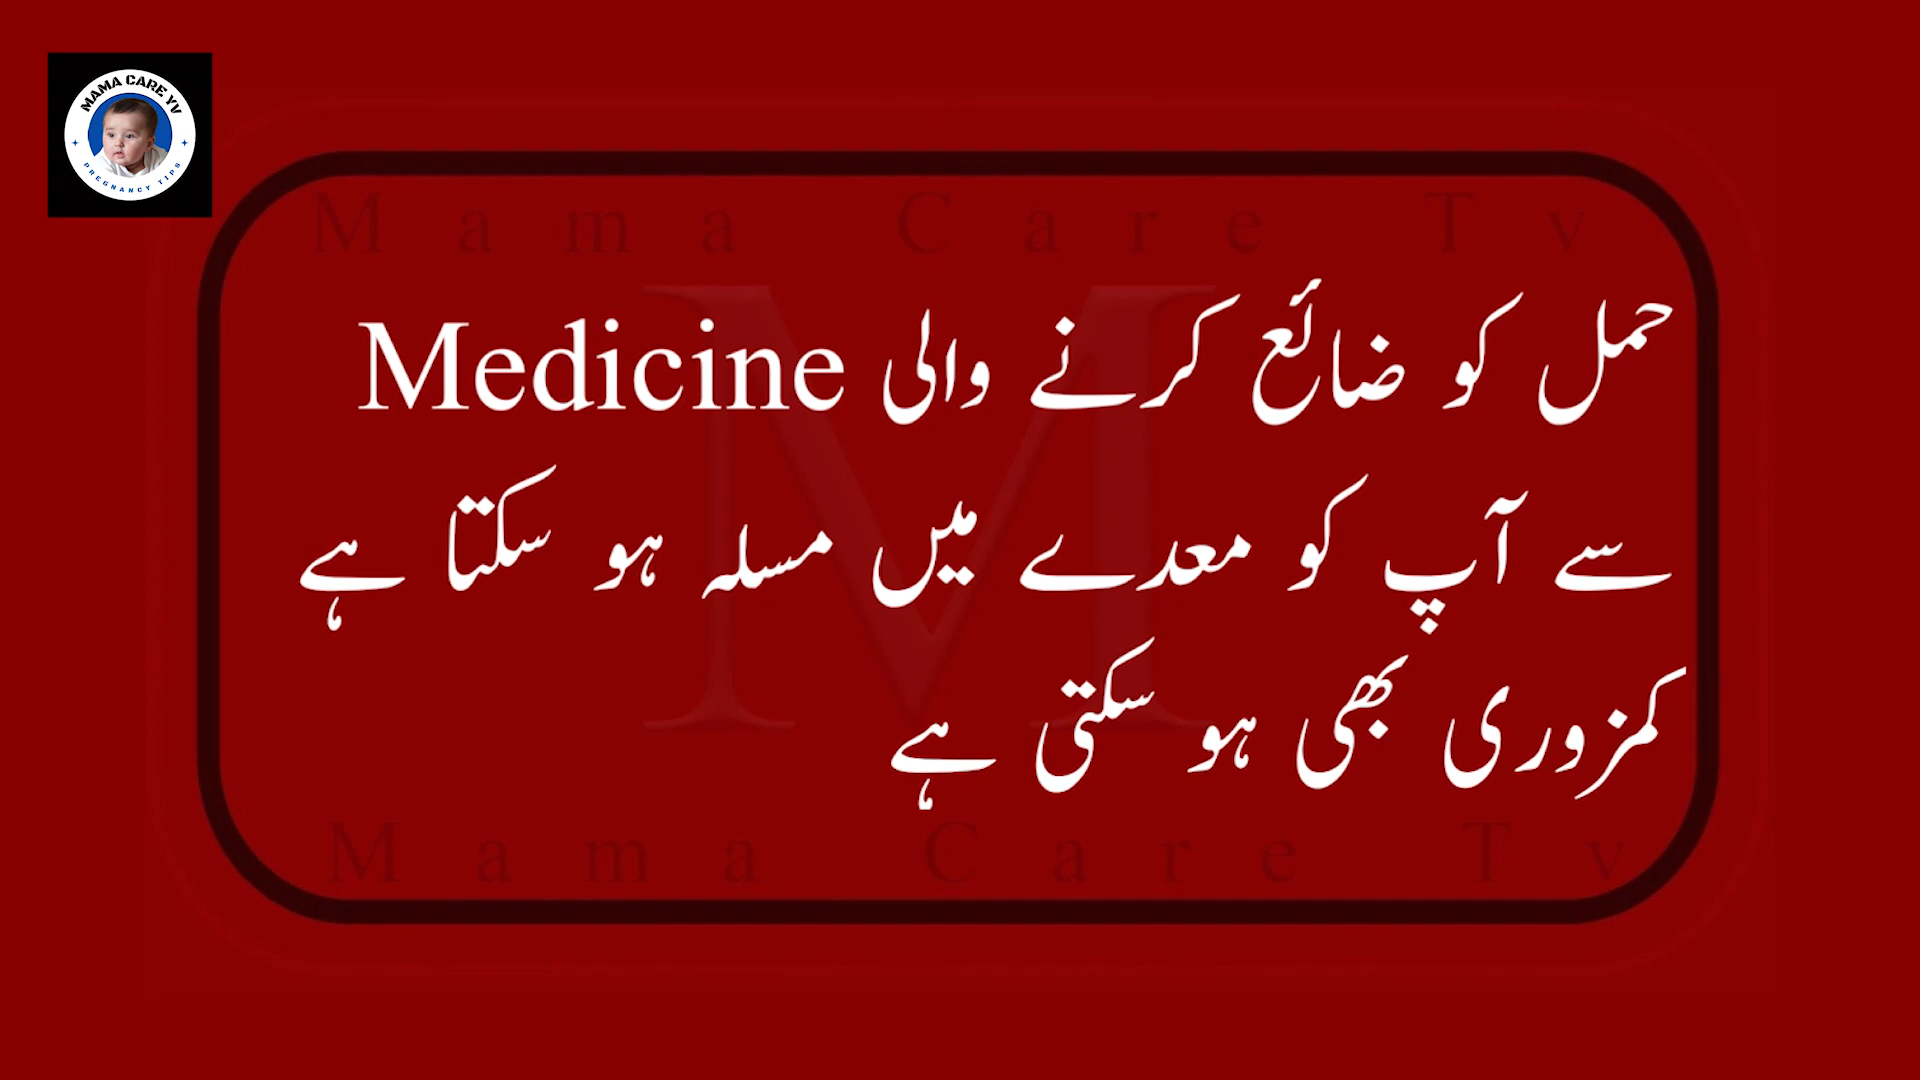 MAMA CARE YV
PREGNANCY TIPS
Mama Care Tv
حمل کو ضائع کرنے والی Medicine
سے آپ کو معدے میں مسلہ ہو سکتا ہے
کمزوری بھی ہو سکتی ہے
M
Mama Care Tv